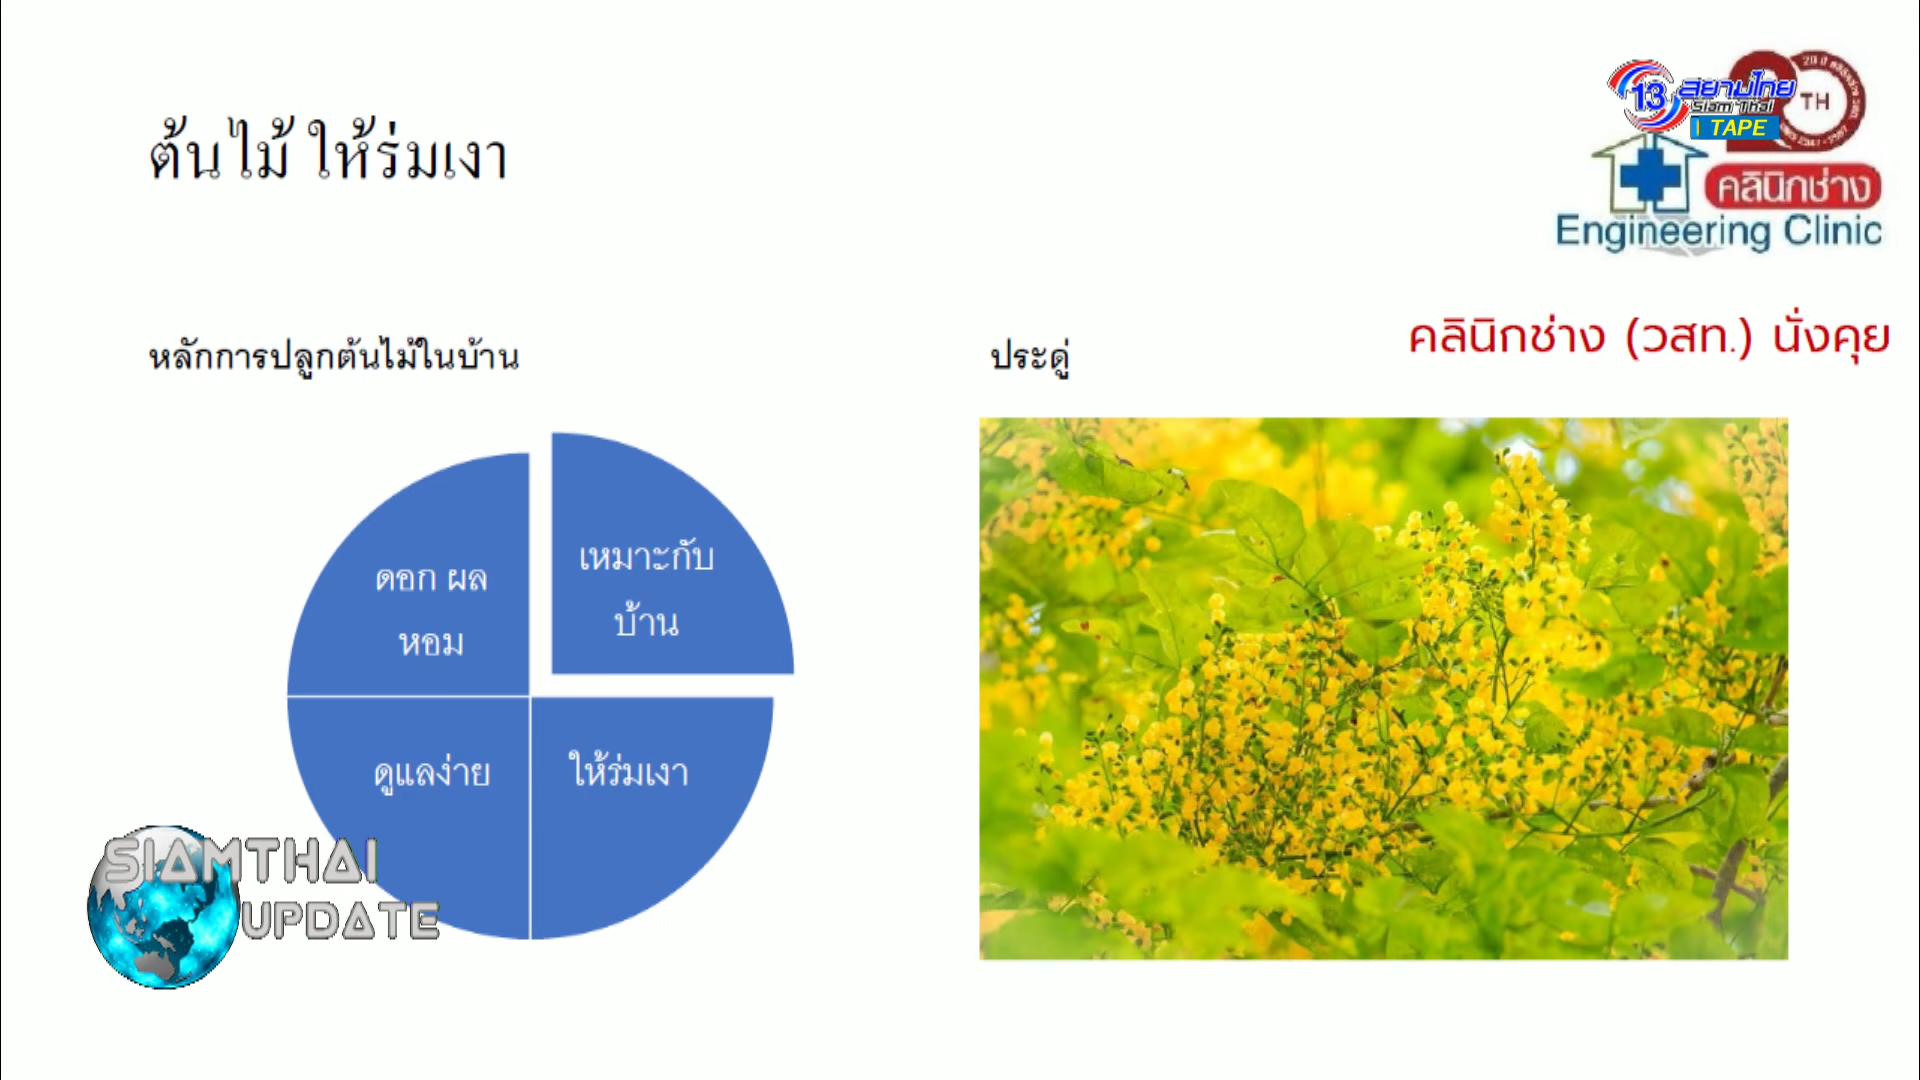 ต้นไม้ ให้ร่มเงา
13 สยามไทย
Siam Thai
TAPE
TH
คลินิกช่าง
Engineering Clinic
คลินิกช่าง (วสท.) นั่งคุย
หลักการปลูกต้นไม้ในบ้าน
ประดู่
ดอก ผล
หอม
เหมาะกับ
บ้าน
ดูแลง่าย
ให้ร่มเงา
SIAMTHAI
UPDATE